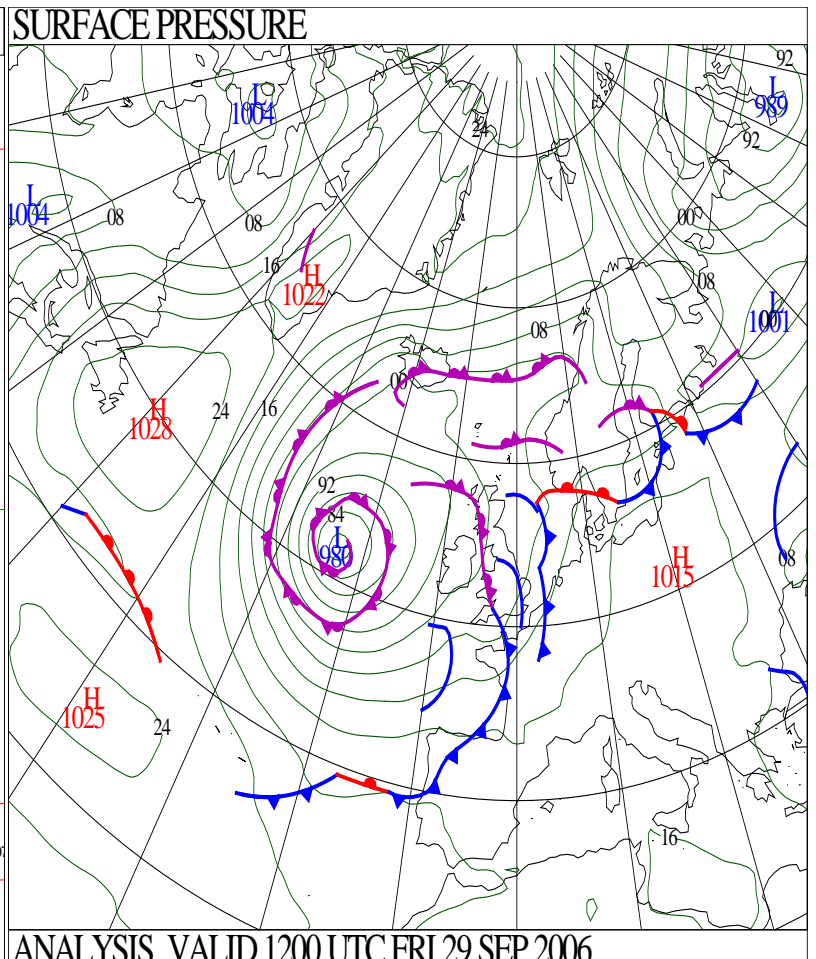 SURFACE PRESSURE
92
L
1004
L
989
24
92
L
1004
08
08
00
16
H
1022
08
L
1001
08
00
H
1028
24
16
92
84
L
980
H
1015
08
H
1025
24
16
ANALYSIS VALID 1200 UTC FRI 29 SEP 2006